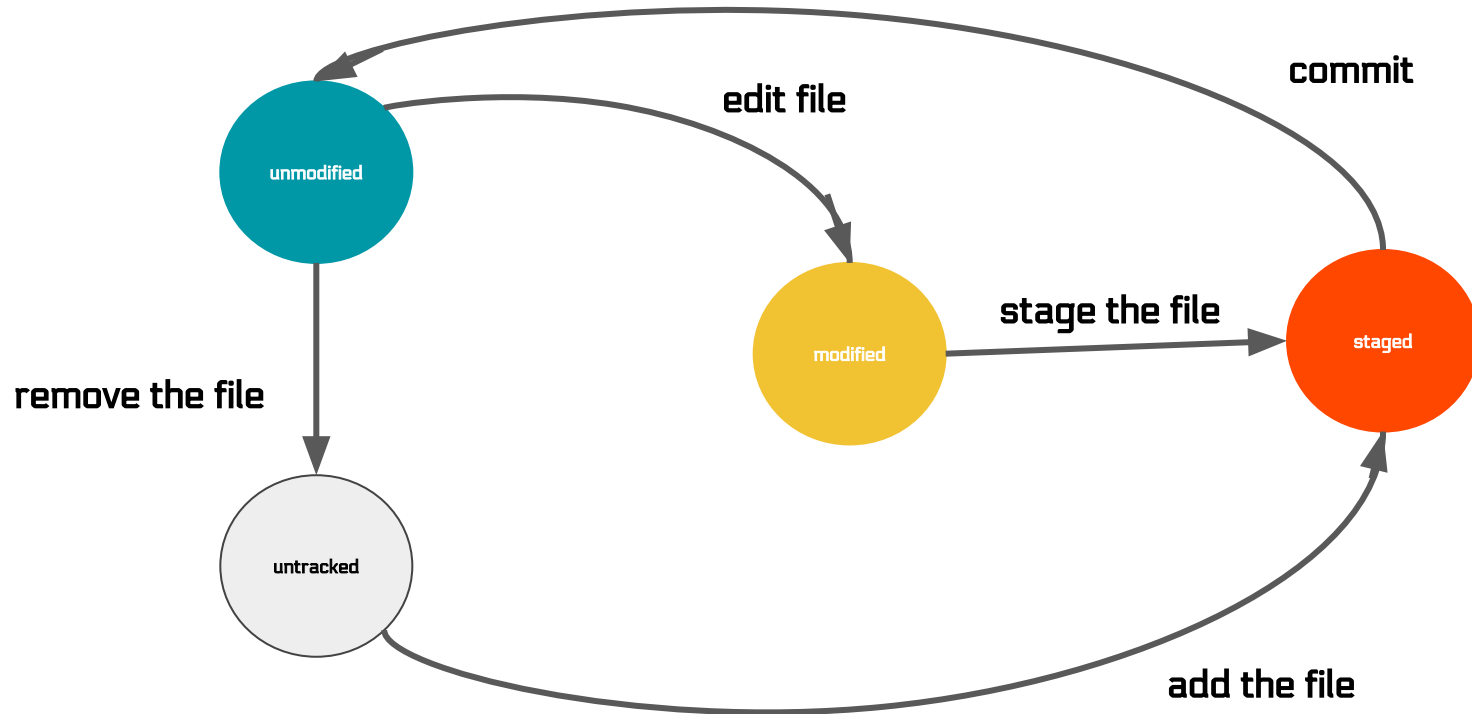 commit
edit file
unmodified
stage the file
staged
modified
remove the file
untracked
add the file